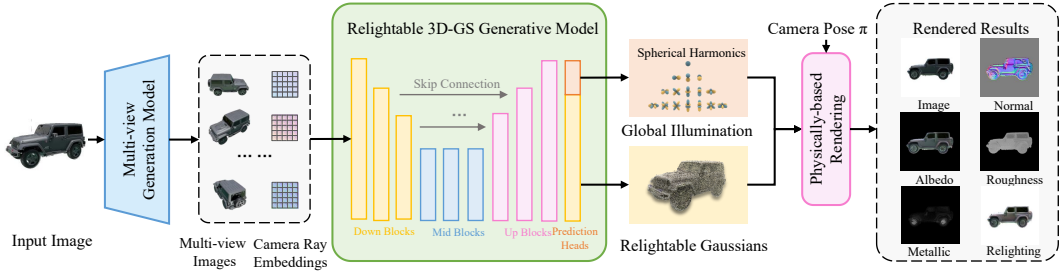 Input Image
Multi-view
Generation Model
... ...
Multi-view
Images
Camera Ray
Embeddings
Relightable 3D-GS Generative Model
Skip Connection
...
Down Blocks
Mid Blocks
Up Blocks
Prediction
Heads
Spherical Harmonics
Global Illumination
Relightable Gaussians
Camera Pose π
Physically-based
Rendering
Rendered Results
Image
Normal
Albedo
Roughness
Metallic
Relighting